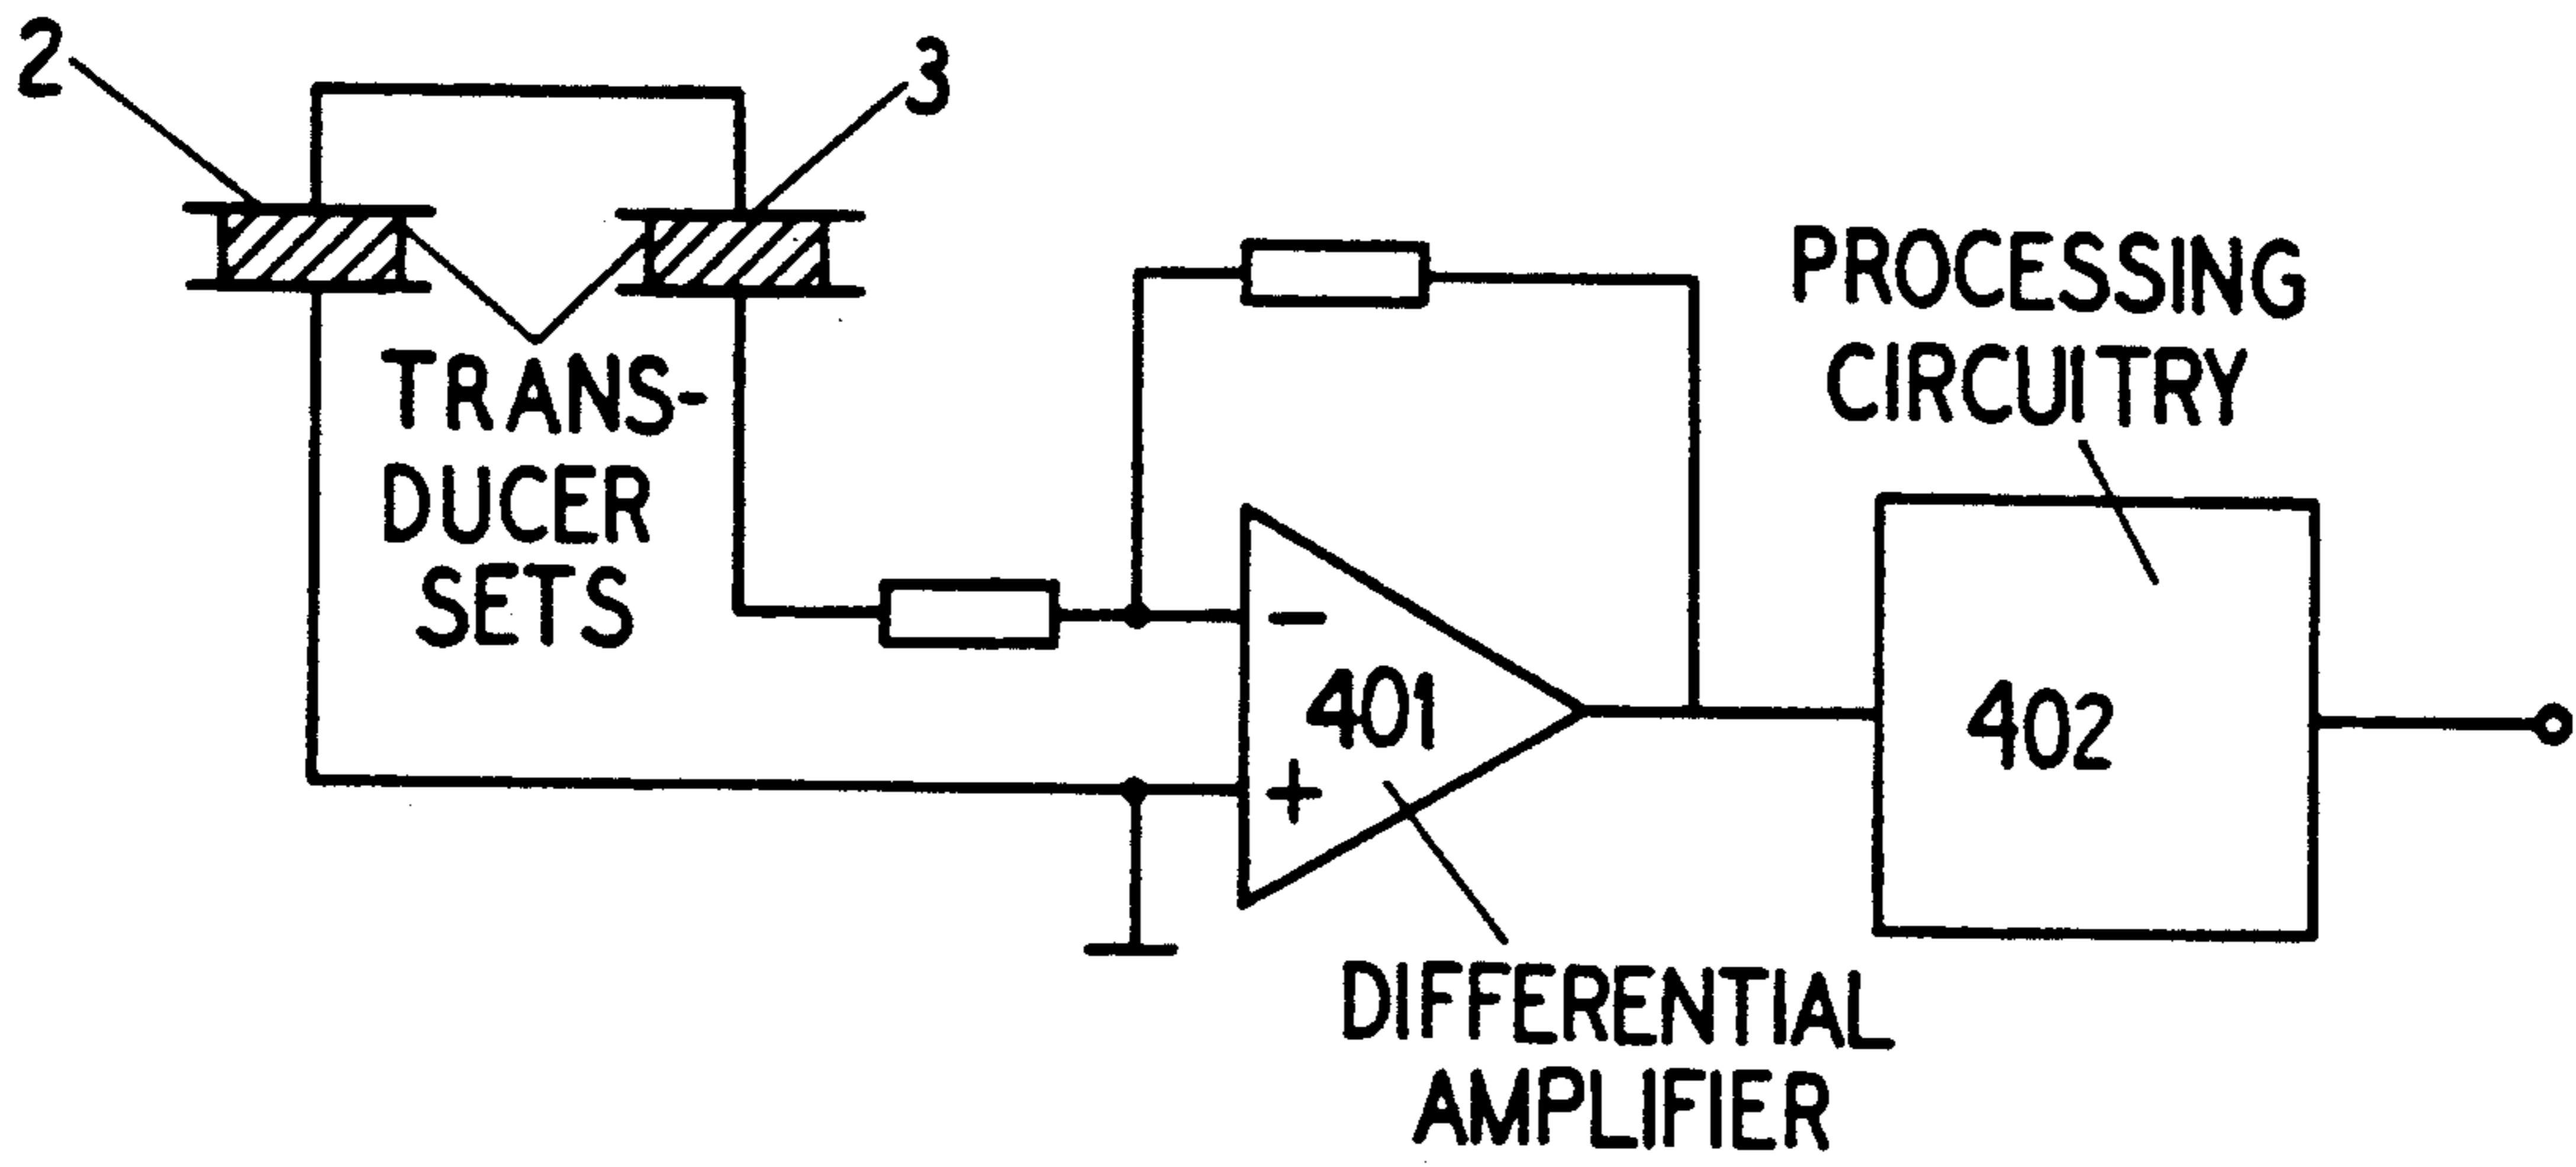 2
3
TRANS-
DUCER
SETS
PROCESSING
CIRCUITRY
-
401
+
402
DIFFERENTIAL
AMPLIFIER